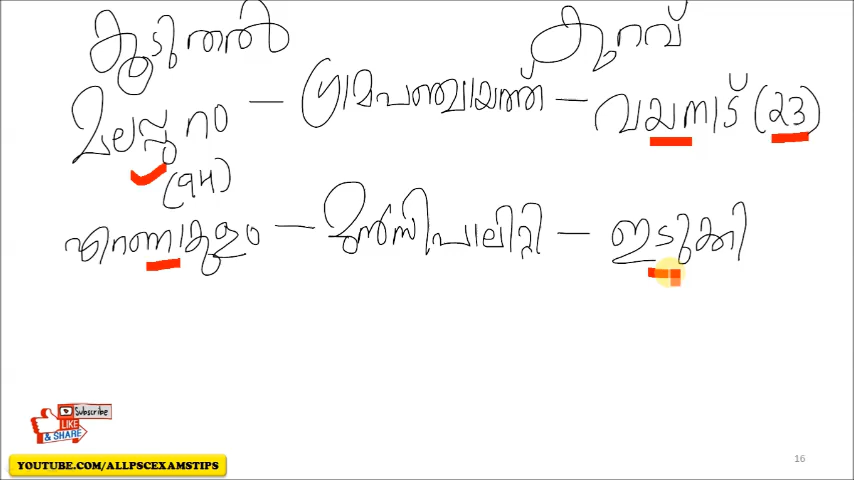 കൂടുതൽ കുറവ്
മലപ്പുറം — ഗ്രാമപഞ്ചായത്ത് — വയനാട് (23)
(94)
എറണാകുളം — മുൻസിപാലിറ്റി — ഇടുക്കി
Subscribe
LIKE
& SHARE
YOUTUBE.COM/ALLPSCEXAMSTIPS
16